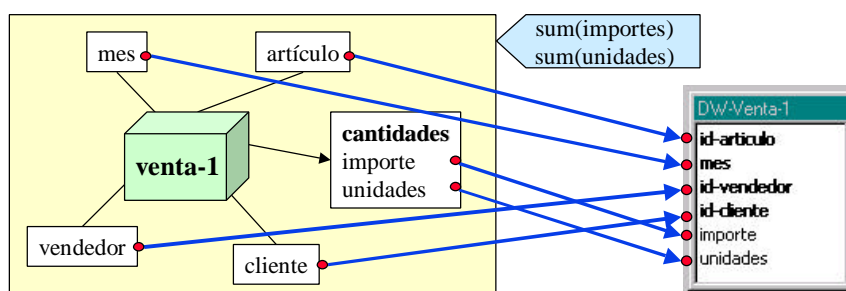 mes
artículo
sum(importes)
sum(unidades)
venta-1
cantidades
importe
unidades
vendedor
cliente
DW-Venta-1
id-articulo
mes
id-vendedor
id-cliente
importe
unidades